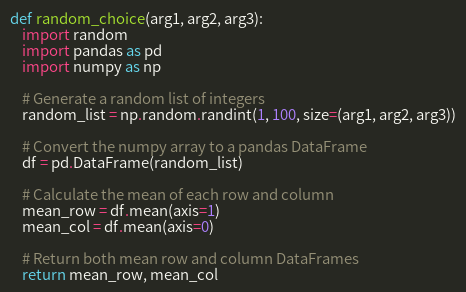 def random_choice(arg1, arg2, arg3):
    import random
    import pandas as pd
    import numpy as np

    # Generate a random list of integers
    random_list = np.random.randint(1, 100, size=(arg1, arg2, arg3))

    # Convert the numpy array to a pandas DataFrame
    df = pd.DataFrame(random_list)

    # Calculate the mean of each row and column
    mean_row = df.mean(axis=1)
    mean_col = df.mean(axis=0)

    # Return both mean row and column DataFrames
    return mean_row, mean_col